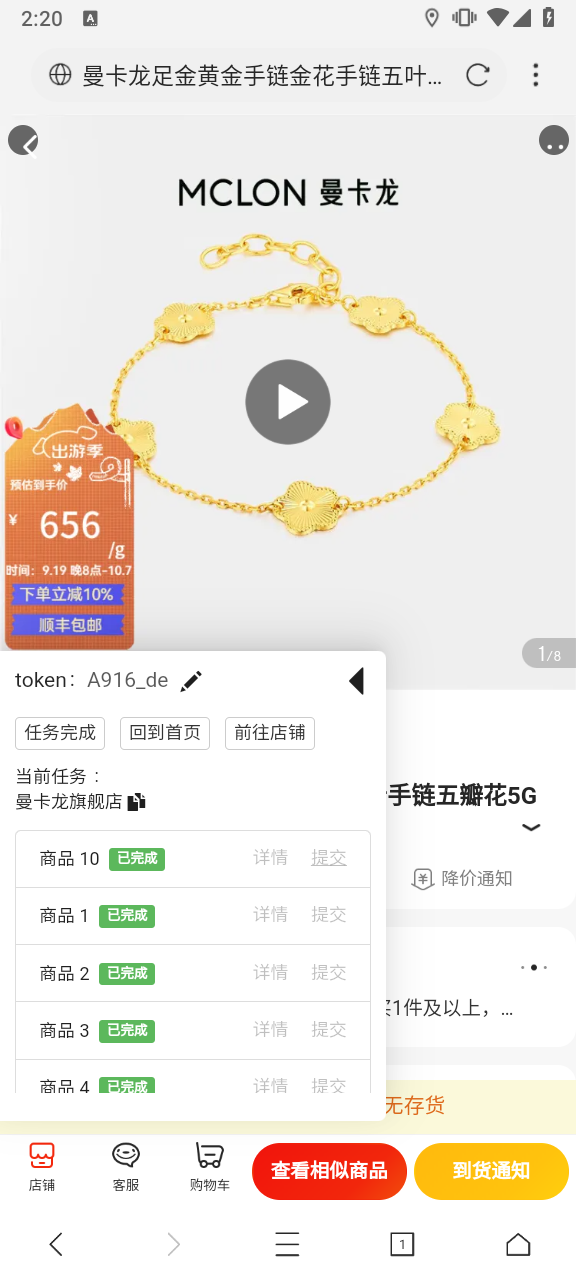 2:20
A
曼卡龙足金黄金手链金花手链五叶...
MCLON 曼卡龙
出游季
预估到手价
¥ 656 /g
时间：9.19 晚8点-10.7
下单立减10%
顺丰包邮
1/8
token： A916_de
任务完成 回到首页 前往店铺
当前任务：
曼卡龙旗舰店
手链五瓣花5G
商品 10 已完成 详情 提交
降价通知
商品 1 已完成 详情 提交
商品 2 已完成 详情 提交
买1件及以上，...
商品 3 已完成 详情 提交
商品 4 已完成 详情 提交
无存货
店铺 客服 购物车 查看相似商品 到货通知
1